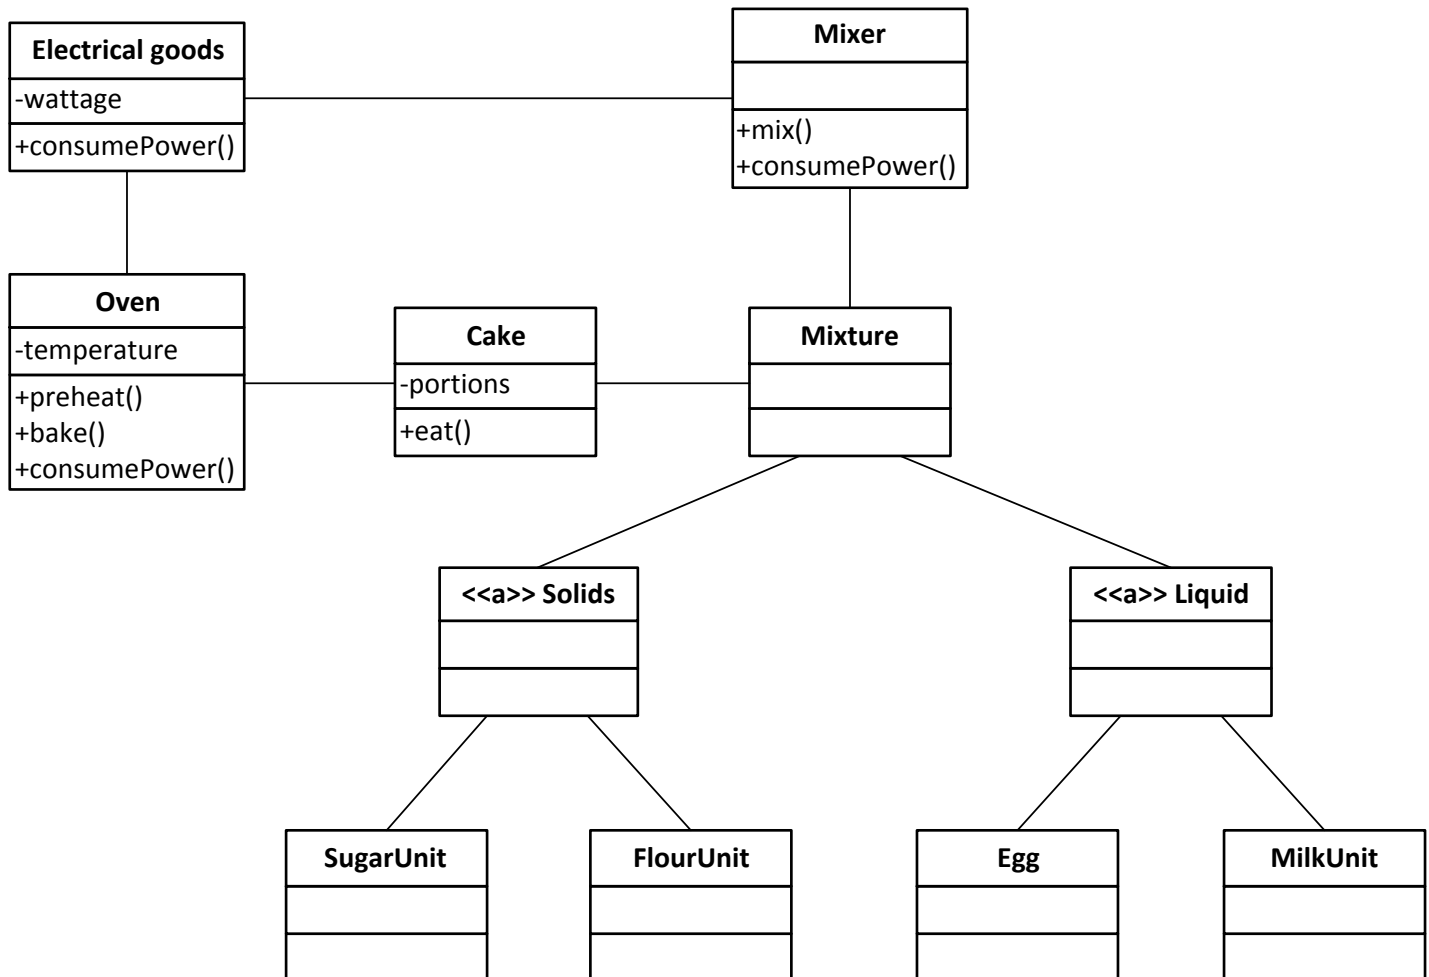 Electrical goods
-wattage
+consumePower()
Mixer
+mix()
+consumePower()
Oven
-temperature
+preheat()
+bake()
+consumePower()
Cake
-portions
+eat()
Mixture
<<a>> Solids
<<a>> Liquid
SugarUnit
FlourUnit
Egg
MilkUnit